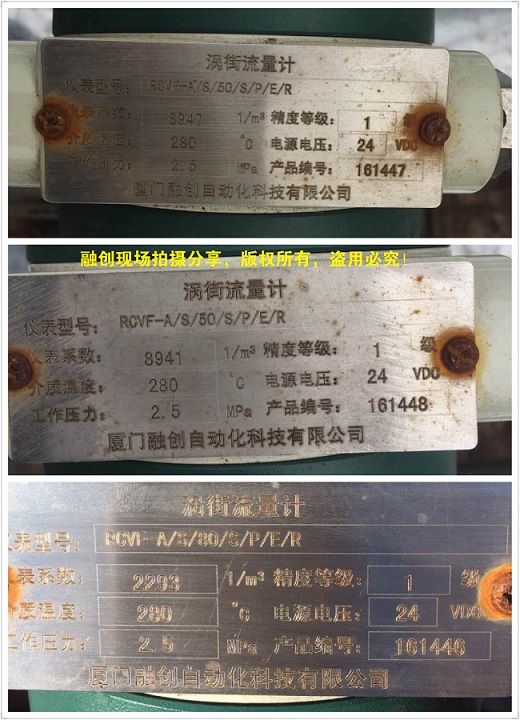 涡街流量计
仪表型号: RCVF-A/S/50/S/P/E/R
仪表系数: 8947 1/m³ 精度等级: 1 级
介质温度: 280 ℃ 电源电压: 24 VDC
工作压力: 2.5 MPa 产品编号: 161447
厦门融创自动化科技有限公司
融创现场拍摄分享，版权所有，盗用必究！
涡街流量计
仪表型号: RCVF-A/S/50/S/P/E/R
仪表系数: 8941 1/m³ 精度等级: 1 级
介质温度: 280 ℃ 电源电压: 24 VDC
工作压力: 2.5 MPa 产品编号: 161448
厦门融创自动化科技有限公司
涡街流量计
仪表型号: RCVF-A/S/80/S/P/E/R
表系数: 2293 1/m³ 精度等级: 1 级
介质温度: 280 ℃ 电源电压: 24 VDC
工作压力: 2.5 MPa 产品编号: 161446
厦门融创自动化科技有限公司